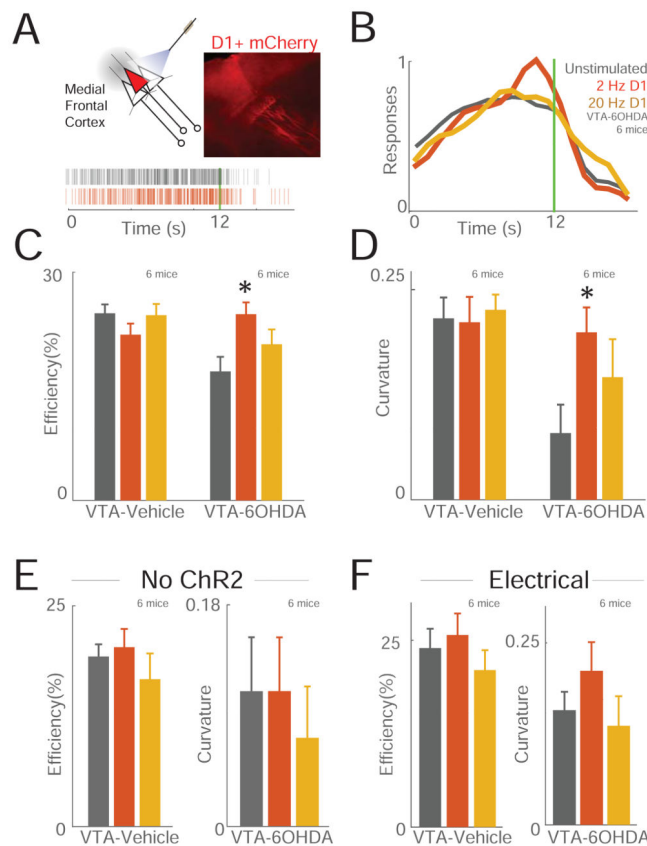 A
D1+ mCherry
Medial
Frontal
Cortex
0
12
Time (s)
B
1
Responses
0
Unstimulated
2 Hz D1
20 Hz D1
VTA-6OHDA
6 mice
0
12
Time (s)
C
30
Efficiency(%)
0
6 mice
6 mice
*
VTA-Vehicle
VTA-6OHDA
D
0.25
Curvature
0
6 mice
6 mice
*
VTA-Vehicle
VTA-6OHDA
E
No ChR2
25
Efficiency(%)
0
6 mice
VTA-Vehicle
0.18
Curvature
0
6 mice
VTA-6OHDA
F
Electrical
25
Efficiency(%)
0
6 mice
VTA-Vehicle
0.25
Curvature
0
6 mice
VTA-6OHDA